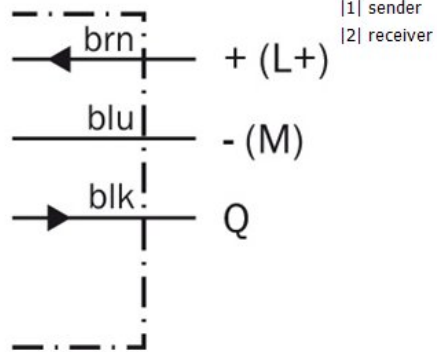 |1| sender
|2| receiver
brn
+ (L+)
blu
- (M)
blk
Q